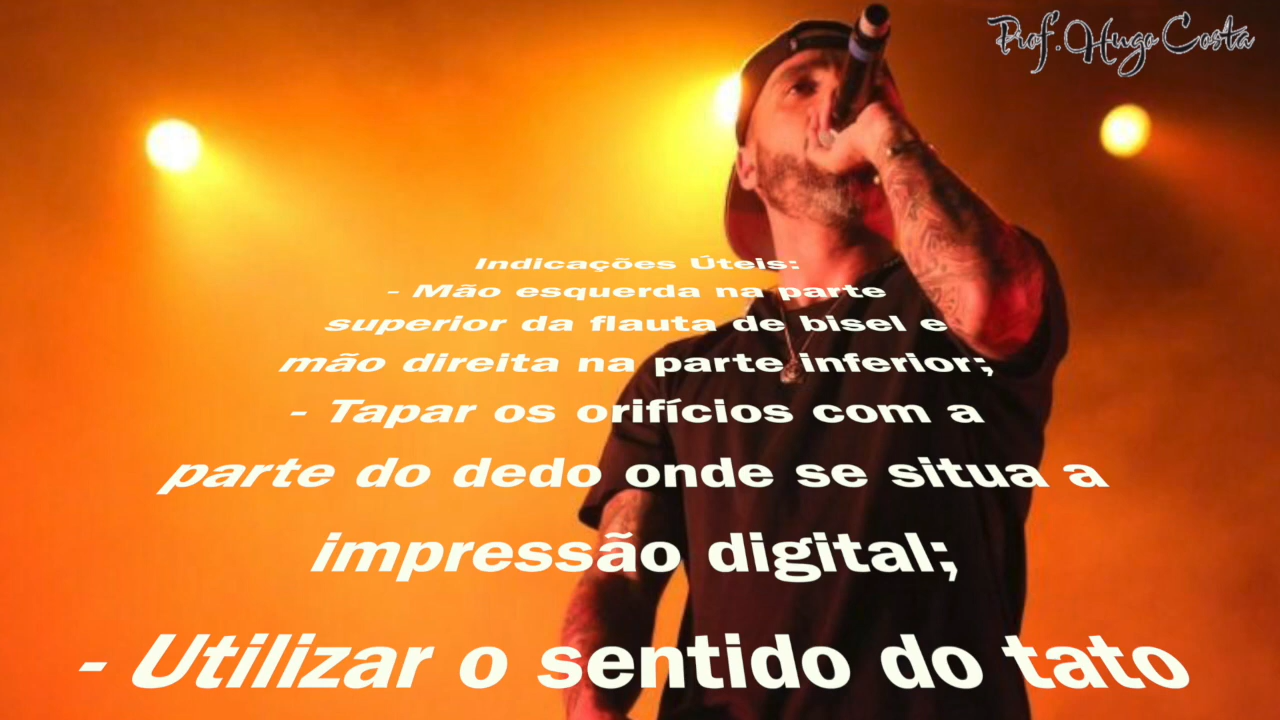 Prof. Hugo Costa
Indicações Úteis:
- Mão esquerda na parte
superior da flauta de bisel e
mão direita na parte inferior;
- Tapar os orifícios com a
parte do dedo onde se situa a
impressão digital;
- Utilizar o sentido do tato